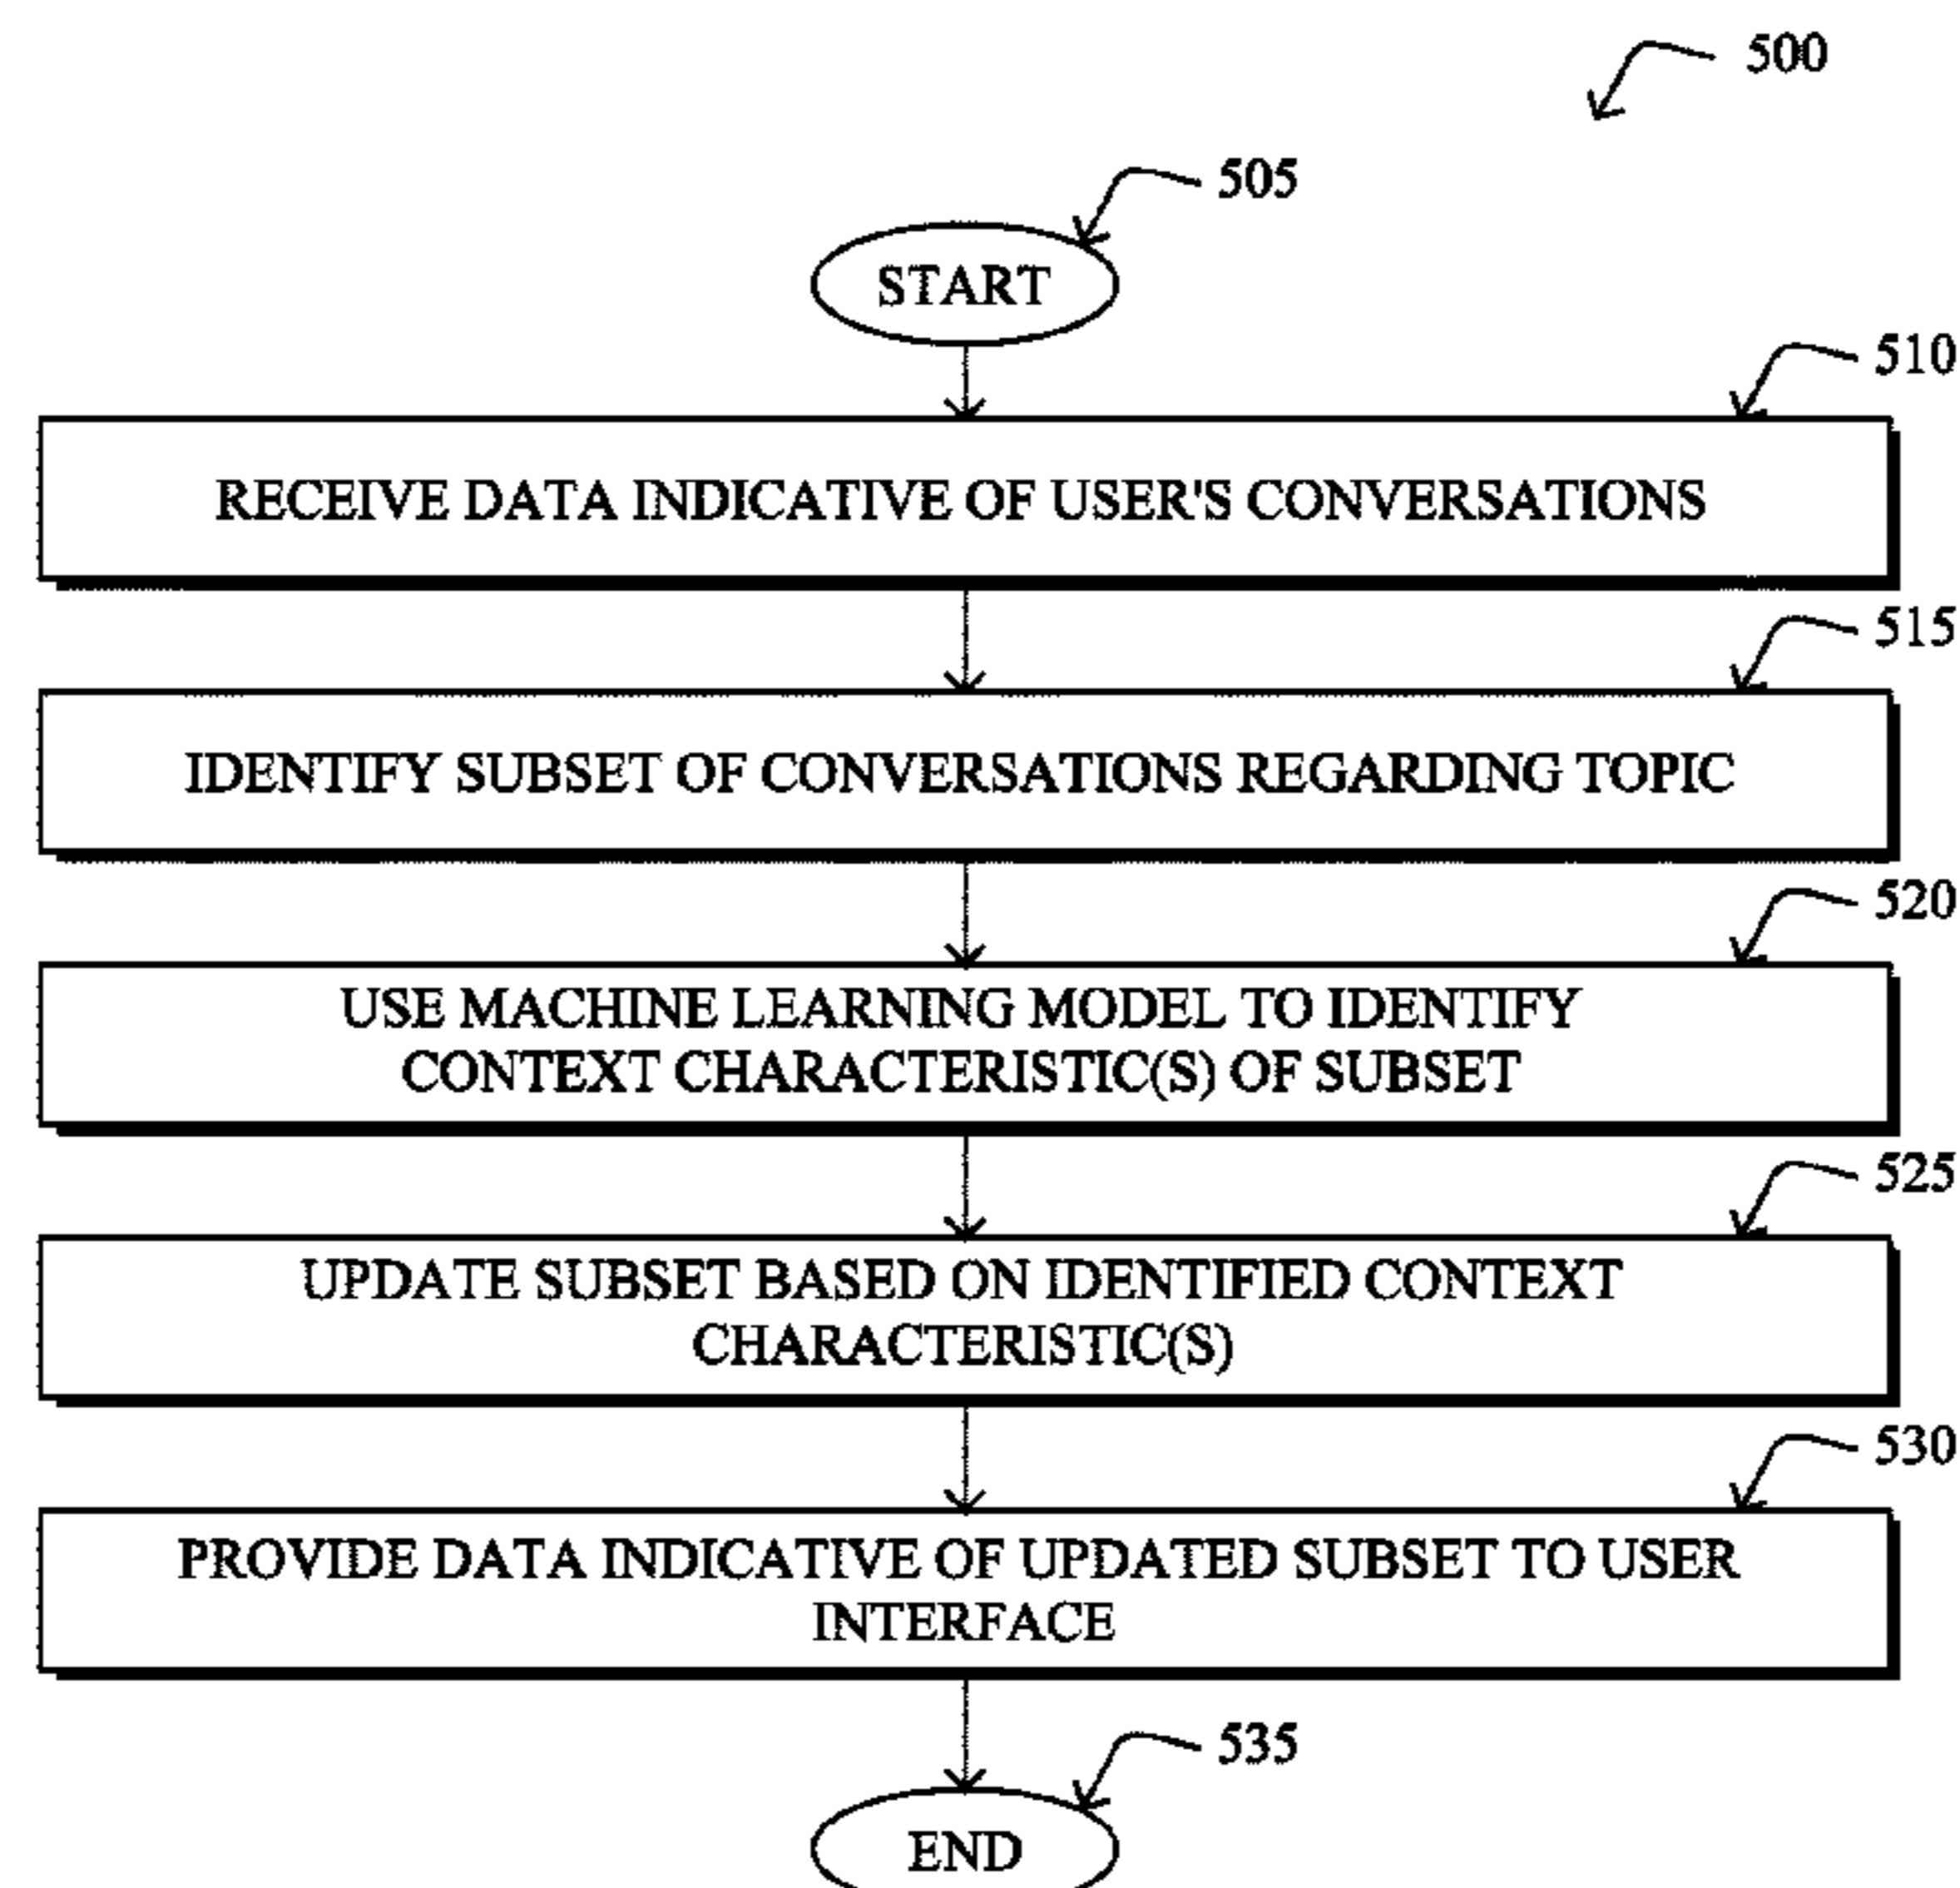 500
505
START
510
RECEIVE DATA INDICATIVE OF USER'S CONVERSATIONS
515
IDENTIFY SUBSET OF CONVERSATIONS REGARDING TOPIC
520
USE MACHINE LEARNING MODEL TO IDENTIFY
CONTEXT CHARACTERISTIC(S) OF SUBSET
525
UPDATE SUBSET BASED ON IDENTIFIED CONTEXT
CHARACTERISTIC(S)
530
PROVIDE DATA INDICATIVE OF UPDATED SUBSET TO USER
INTERFACE
535
END